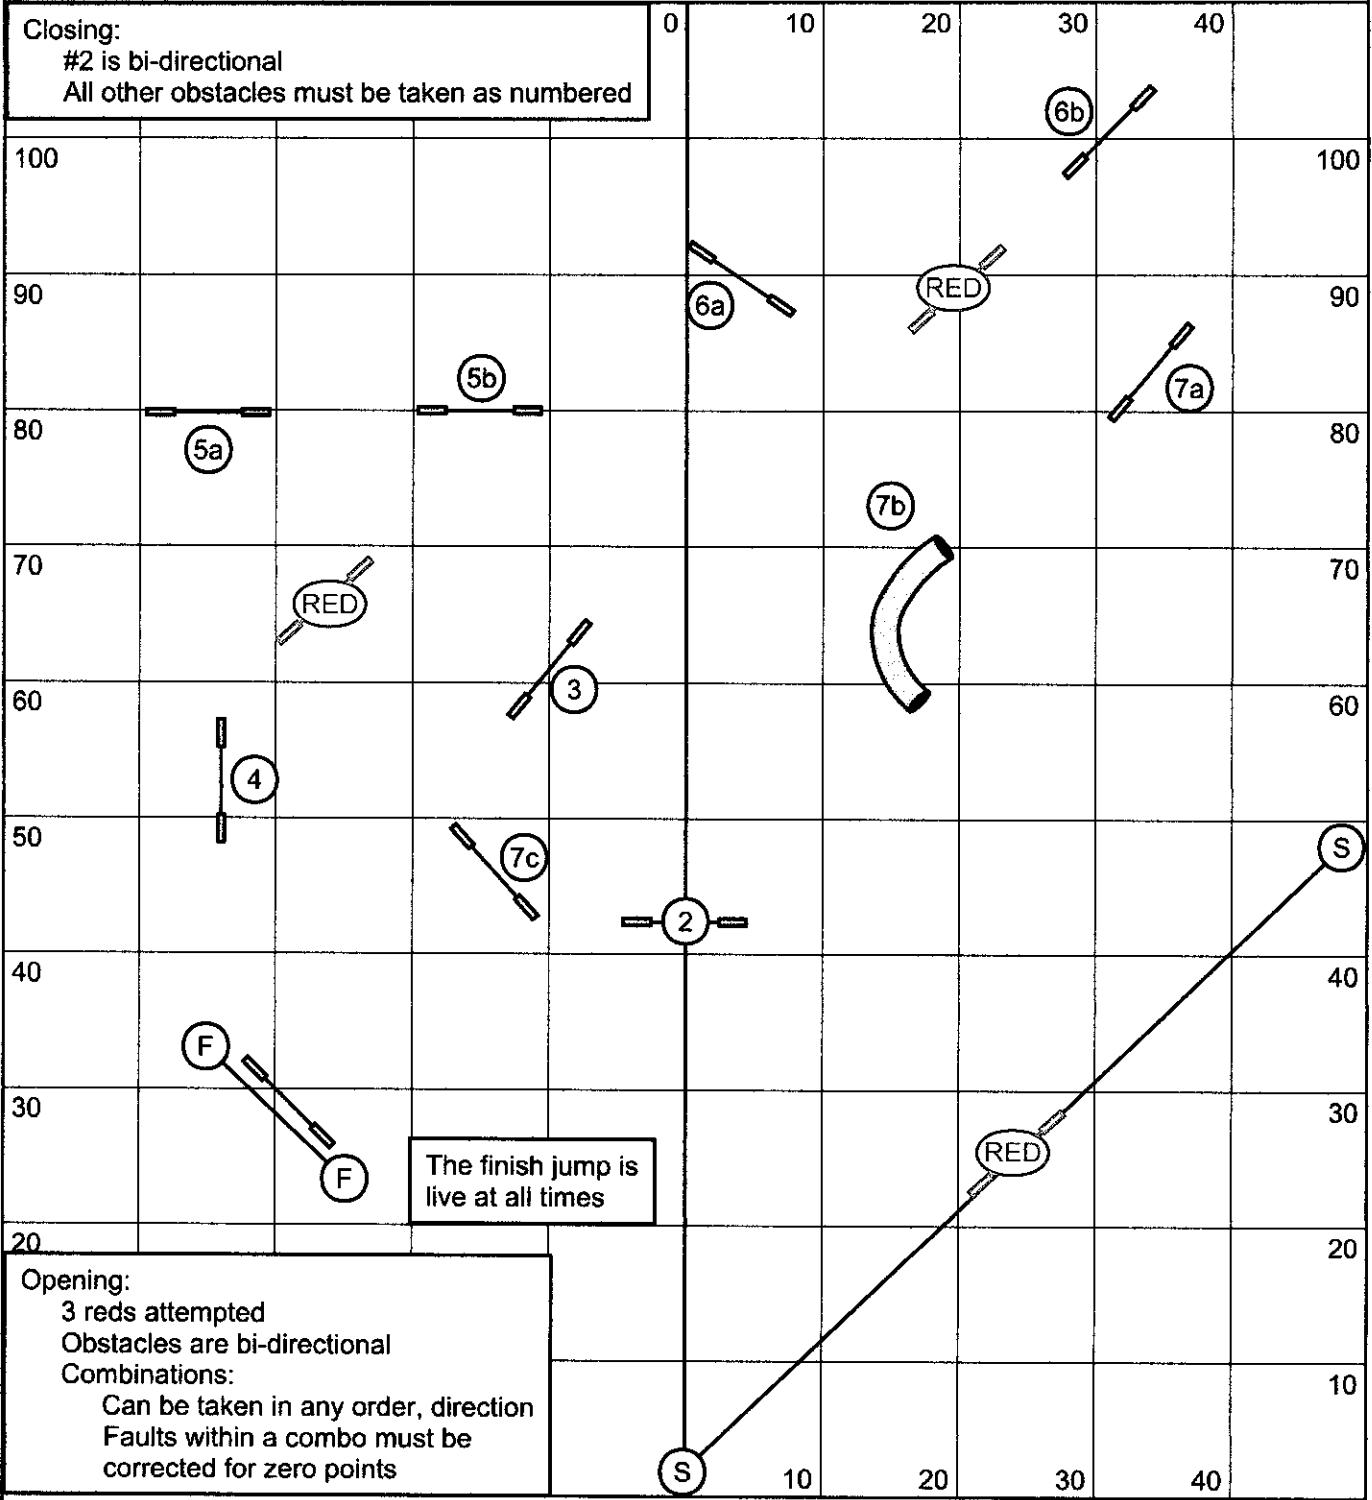 Closing:
#2 is bi-directional
All other obstacles must be taken as numbered
0 10 20 30 40
6b
100 100
90 90
6a
RED
5b
7a
80 80
5a
7b
70 70
RED
60 60
3
4
50
7c
S
2
40 40
F
30 30
RED
F
The finish jump is
live at all times
20 20
Opening:
3 reds attempted
Obstacles are bi-directional
Combinations:
Can be taken in any order, direction
Faults within a combo must be
corrected for zero points
10
S
10 20 30 40